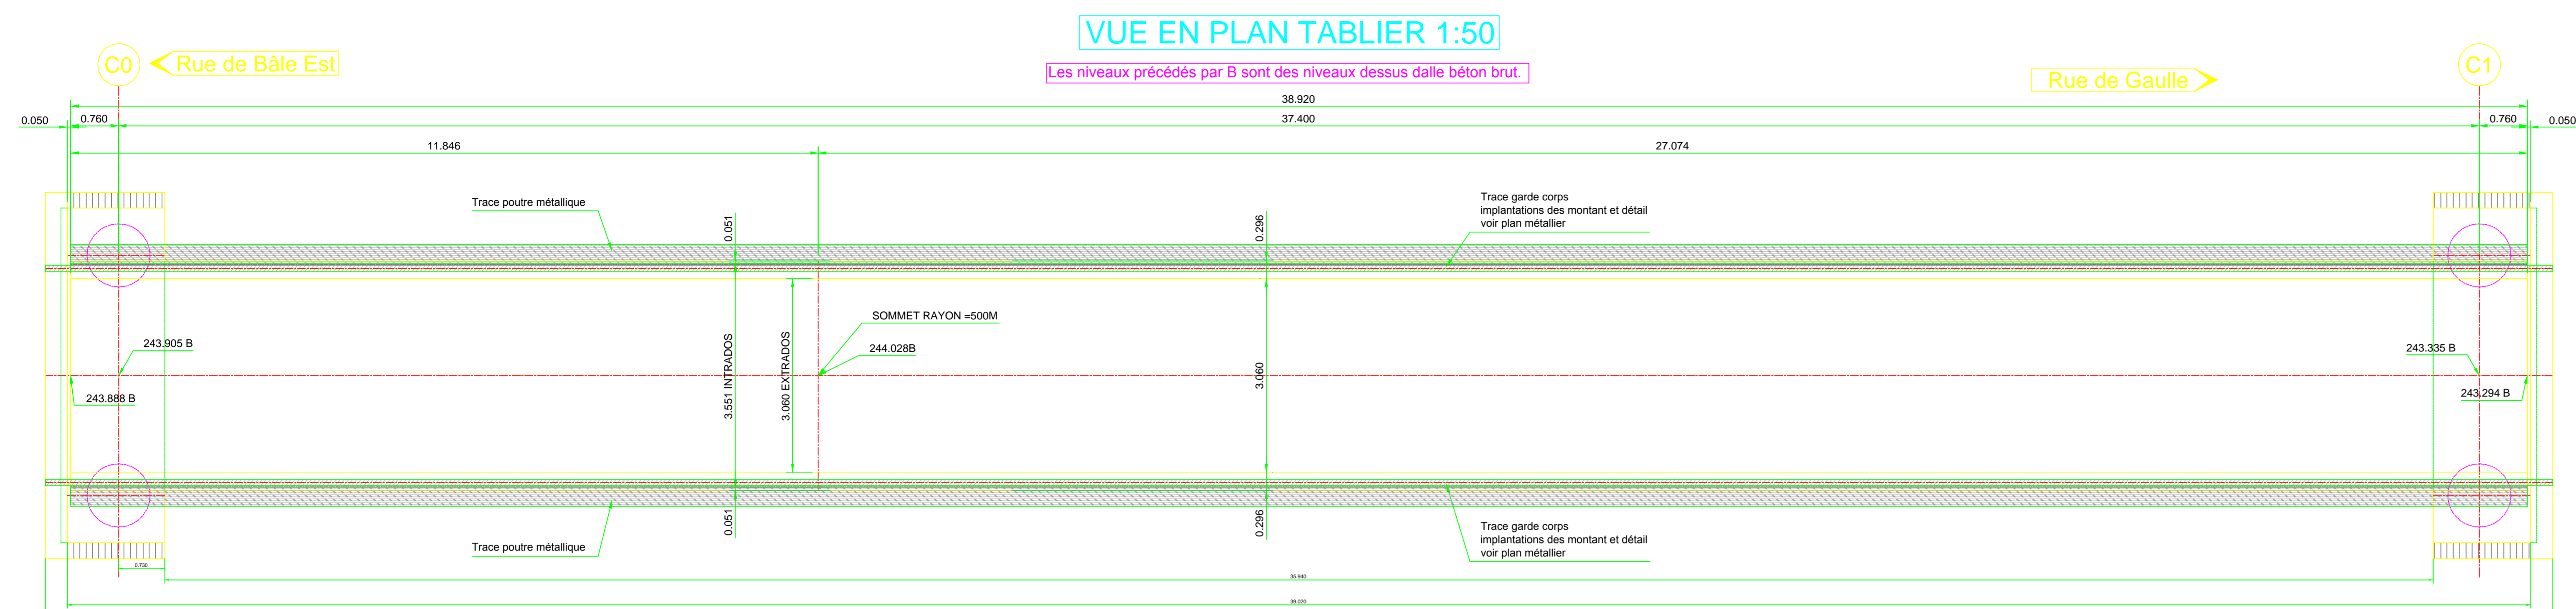 VUE EN PLAN TABLIER 1:50
C0
Rue de Bâle Est
Les niveaux précédés par B sont des niveaux dessus dalle béton brut.
Rue de Gaulle
C1
38.920
0.050
0.760
37.400
0.760
0.050
11.846
27.074
Trace poutre métallique
0.051
0.296
Trace garde corps
implantations des montant et détail
voir plan métallier
SOMMET RAYON =500M
243.905 B
244.028B
243.335 B
3.551 INTRADOS
3.060 EXTRADOS
3.060
243.888 B
243.294 B
0.051
0.296
Trace poutre métallique
Trace garde corps
implantations des montant et détail
voir plan métallier
0.730
35.940
39.020